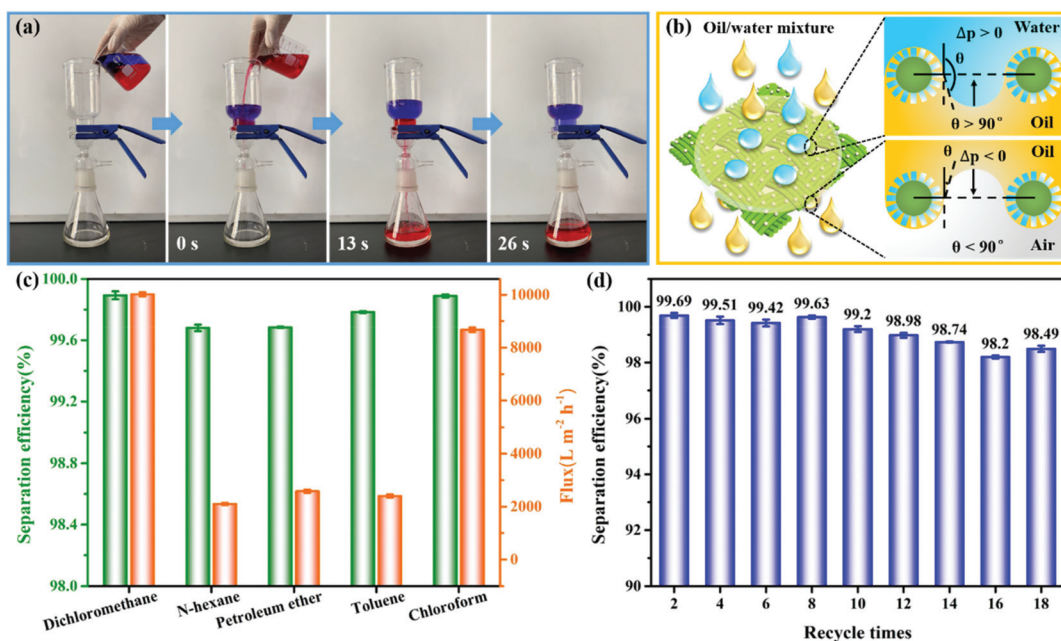 (a)
0 s
13 s
26 s
(b)
Oil/water mixture
Δp > 0
Water
θ
θ > 90°
Oil
θ
Δp < 0
Oil
θ < 90°
Air
(c)
100.0
99.6
99.2
98.8
98.4
98.0
Separation efficiency(%)
10000
8000
6000
4000
2000
0
Flux(L m⁻² h⁻¹)
Dichloromethane
N-hexane
Petroleum ether
Toluene
Chloroform
(d)
100
98
96
94
92
90
Separation efficiency(%)
99.69
99.51
99.42
99.63
99.2
98.98
98.74
98.2
98.49
2 4 6 8 10 12 14 16 18
Recycle times